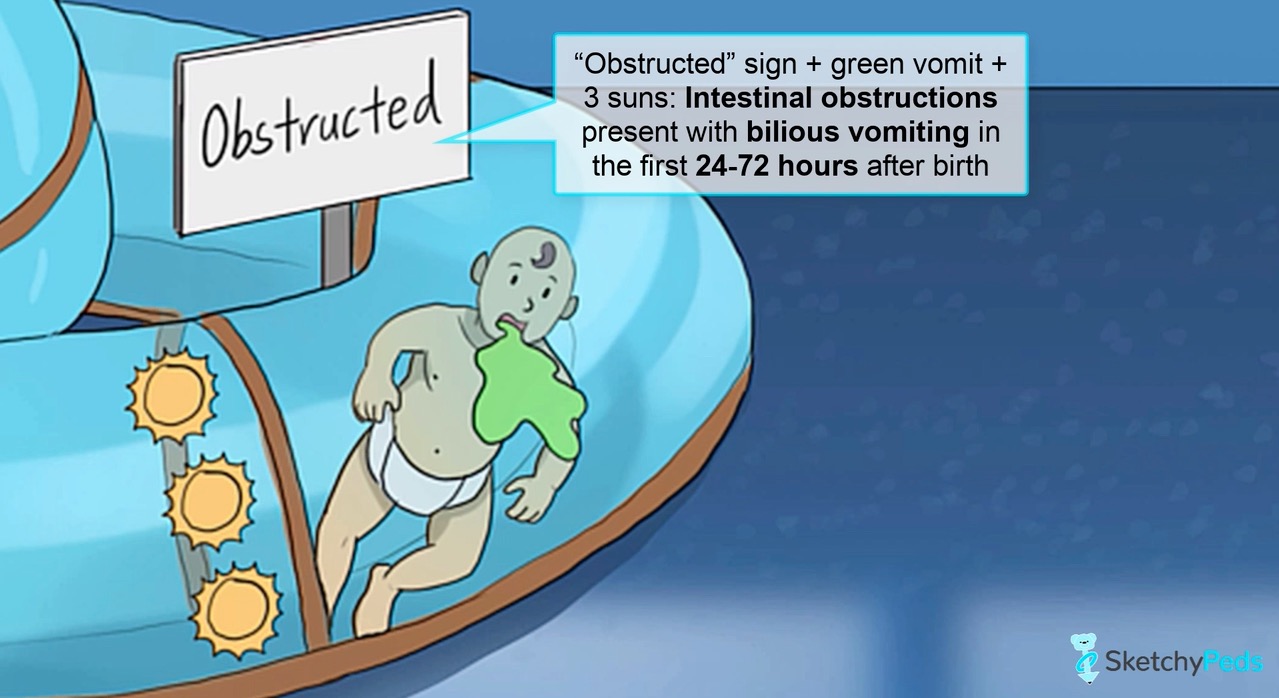 Obstructed
“Obstructed” sign + green vomit +
3 suns: Intestinal obstructions
present with bilious vomiting in
the first 24-72 hours after birth
SketchyPeds